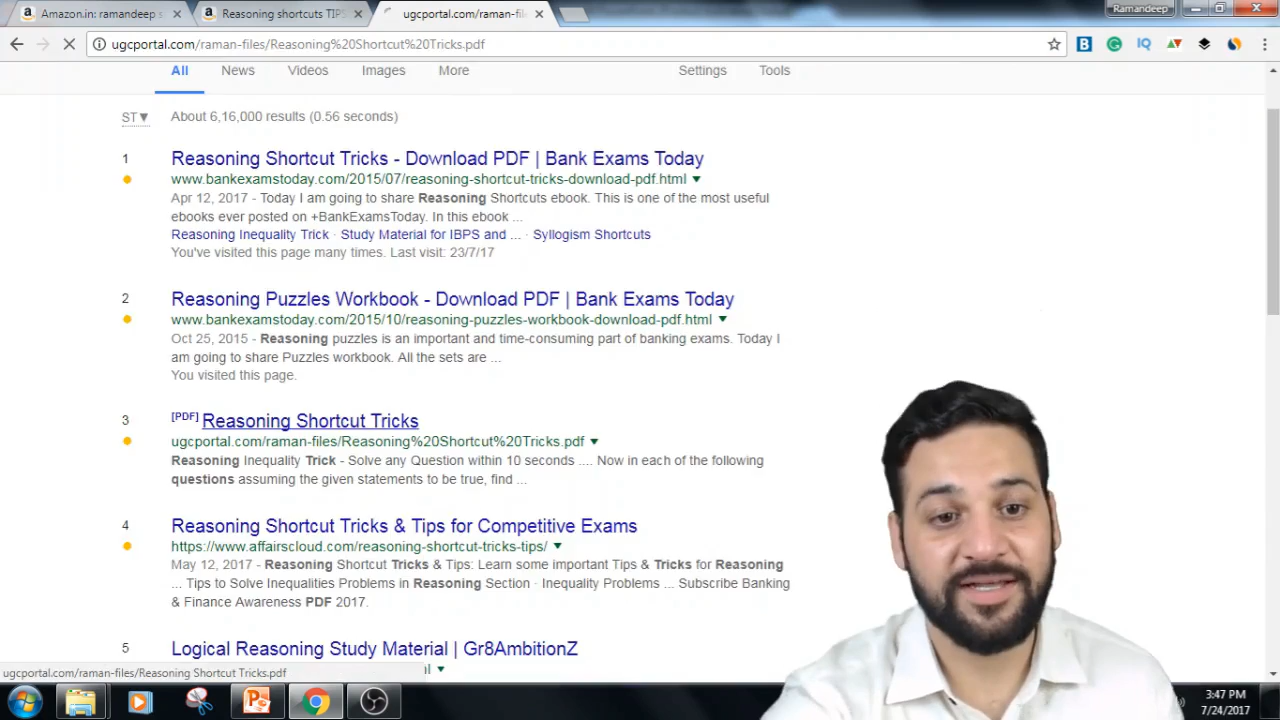 Amazon.in: ramandeep s
Reasoning shortcuts TIPS
ugcportal.com/raman-file
Ramandeep
ugcportal.com/raman-files/Reasoning%20Shortcut%20Tricks.pdf
All News Videos Images More Settings Tools
ST▼ About 6,16,000 results (0.56 seconds)
1 Reasoning Shortcut Tricks - Download PDF | Bank Exams Today
www.bankexamstoday.com/2015/07/reasoning-shortcut-tricks-download-pdf.html
Apr 12, 2017 - Today I am going to share Reasoning Shortcuts ebook. This is one of the most useful
ebooks ever posted on +BankExamsToday. In this ebook ...
Reasoning Inequality Trick · Study Material for IBPS and ... · Syllogism Shortcuts
You've visited this page many times. Last visit: 23/7/17
2 Reasoning Puzzles Workbook - Download PDF | Bank Exams Today
www.bankexamstoday.com/2015/10/reasoning-puzzles-workbook-download-pdf.html
Oct 25, 2015 - Reasoning puzzles is an important and time-consuming part of banking exams. Today I
am going to share Puzzles workbook. All the sets are ...
You visited this page.
3 [PDF] Reasoning Shortcut Tricks
ugcportal.com/raman-files/Reasoning%20Shortcut%20Tricks.pdf
Reasoning Inequality Trick - Solve any Question within 10 seconds .... Now in each of the following
questions assuming the given statements to be true, find ...
4 Reasoning Shortcut Tricks & Tips for Competitive Exams
https://www.affairscloud.com/reasoning-shortcut-tricks-tips/
May 12, 2017 - Reasoning Shortcut Tricks & Tips: Learn some important Tips & Tricks for Reasoning
... Tips to Solve Inequalities Problems in Reasoning Section · Inequality Problems ... Subscribe Banking
& Finance Awareness PDF 2017.
5 Logical Reasoning Study Material | Gr8AmbitionZ
ugcportal.com/raman-files/Reasoning Shortcut Tricks.pdf
3:47 PM
7/24/2017